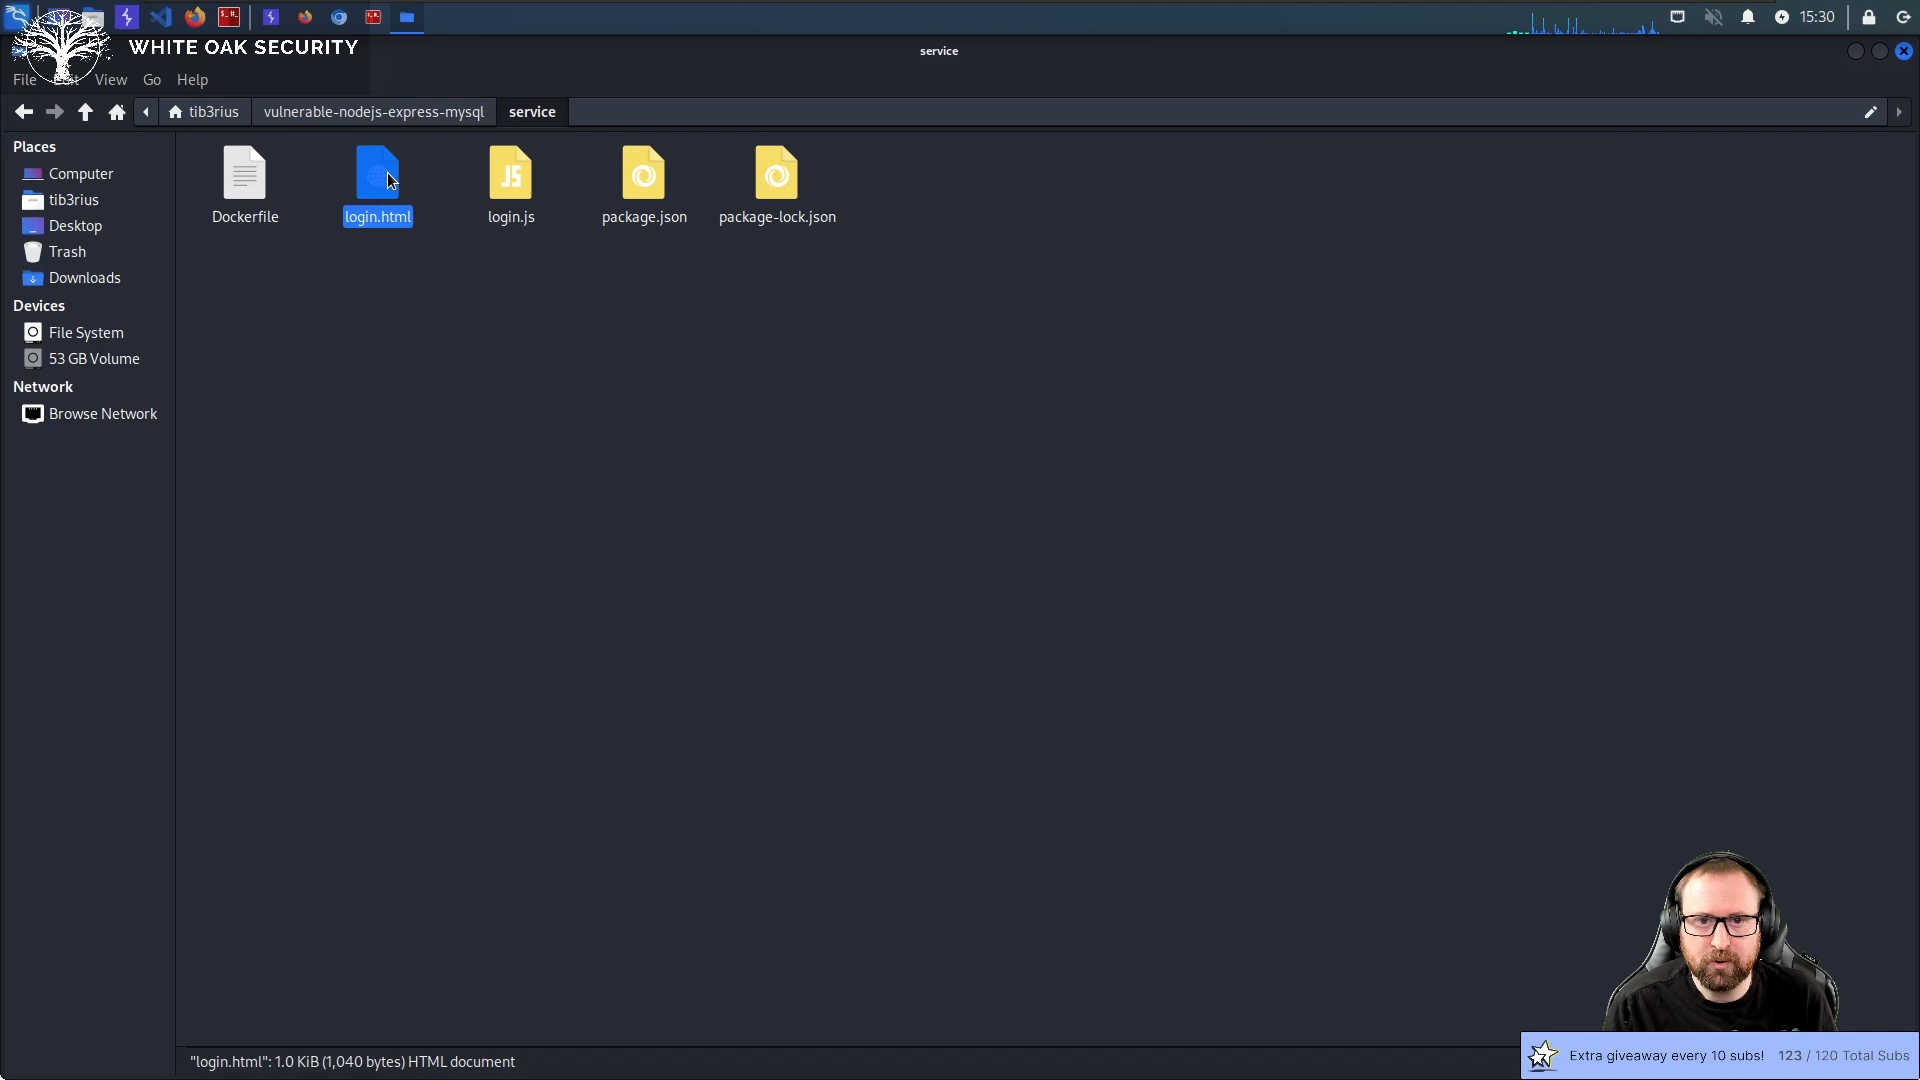 15:30
WHITE OAK SECURITY
service
File Edit View Go Help
tib3rius vulnerable-nodejs-express-mysql service
Places
Computer
tib3rius
Desktop
Trash
Downloads
Devices
File System
53 GB Volume
Network
Browse Network
Dockerfile login.html login.js package.json package-lock.json
"login.html": 1.0 KiB (1,040 bytes) HTML document
Extra giveaway every 10 subs! 123 / 120 Total Subs